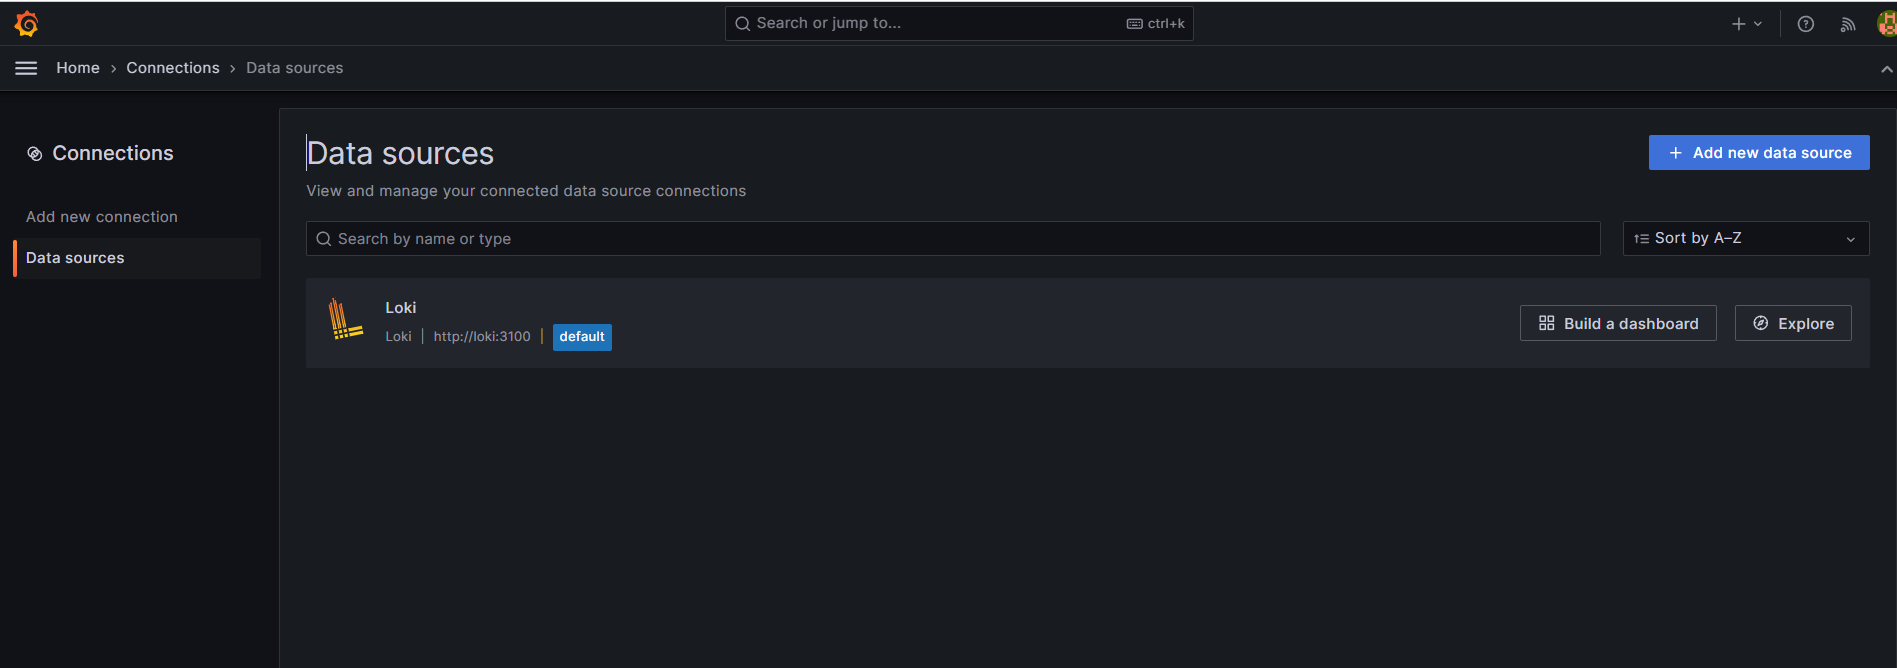 Search or jump to...
ctrl+k
Home › Connections › Data sources
Connections
Add new connection
Data sources
Data sources
Add new data source
View and manage your connected data source connections
Search by name or type
Sort by A–Z
Loki
Loki | http://loki:3100 | default
Build a dashboard
Explore